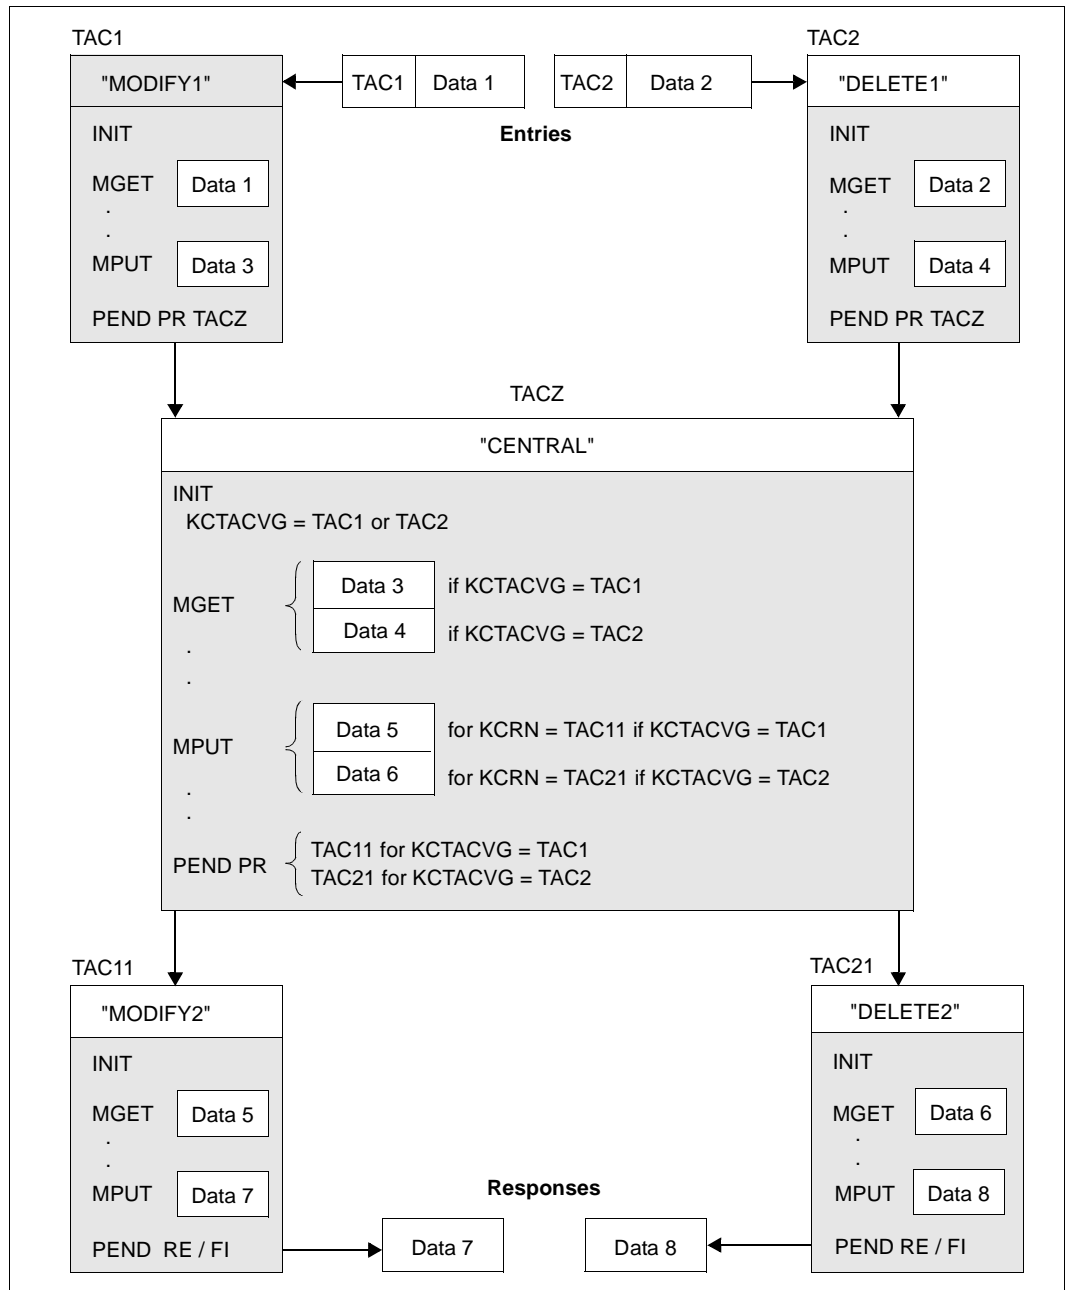 TAC1
TAC2
"MODIFY1"
TAC1 Data 1
TAC2 Data 2
"DELETE1"
Entries
INIT
MGET Data 1
.
.
MPUT Data 3
PEND PR TACZ
INIT
MGET Data 2
.
.
MPUT Data 4
PEND PR TACZ
TACZ
"CENTRAL"
INIT
KCTACVG = TAC1 or TAC2
MGET
Data 3 if KCTACVG = TAC1
Data 4 if KCTACVG = TAC2
.
.
MPUT
Data 5 for KCRN = TAC11 if KCTACVG = TAC1
Data 6 for KCRN = TAC21 if KCTACVG = TAC2
.
.
PEND PR
TAC11 for KCTACVG = TAC1
TAC21 for KCTACVG = TAC2
TAC11
"MODIFY2"
INIT
MGET Data 5
.
.
MPUT Data 7
PEND RE / FI
TAC21
"DELETE2"
INIT
MGET Data 6
.
.
MPUT Data 8
PEND RE / FI
Responses
Data 7
Data 8